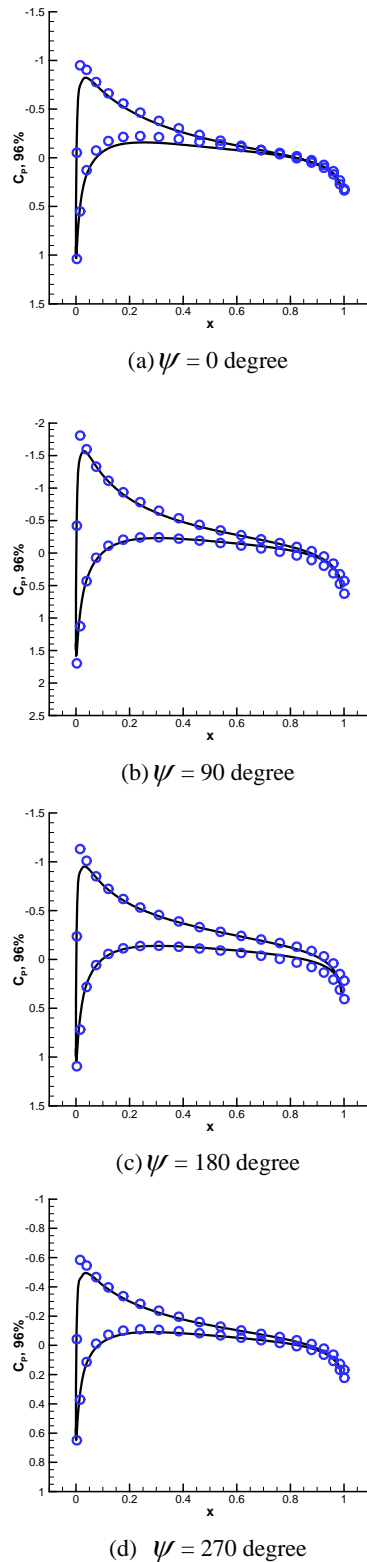 -1.5
-1
-0.5
0
0.5
1
1.5
C_P, 96%
0 0.2 0.4 0.6 0.8 1
x
(a) ψ = 0 degree
-2
-1.5
-1
-0.5
0
0.5
1
1.5
2
2.5
C_P, 96%
0 0.2 0.4 0.6 0.8 1
x
(b) ψ = 90 degree
-1.5
-1
-0.5
0
0.5
1
1.5
C_P, 96%
0 0.2 0.4 0.6 0.8 1
x
(c) ψ = 180 degree
-1
-0.8
-0.6
-0.4
-0.2
0
0.2
0.4
0.6
0.8
1
C_P, 96%
0 0.2 0.4 0.6 0.8 1
x
(d) ψ = 270 degree